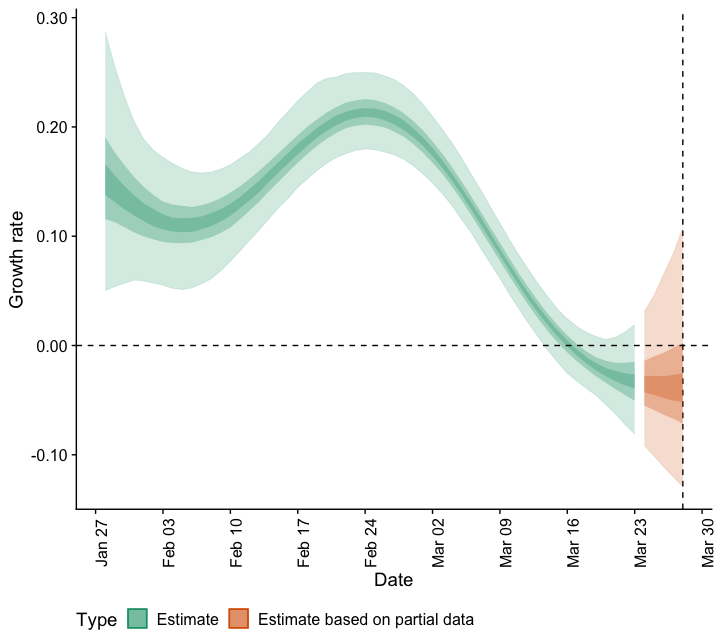 0.30
0.20
0.10
0.00
-0.10
Growth rate
Jan 27
Feb 03
Feb 10
Feb 17
Feb 24
Mar 02
Mar 09
Mar 16
Mar 23
Mar 30
Date
Type Estimate Estimate based on partial data